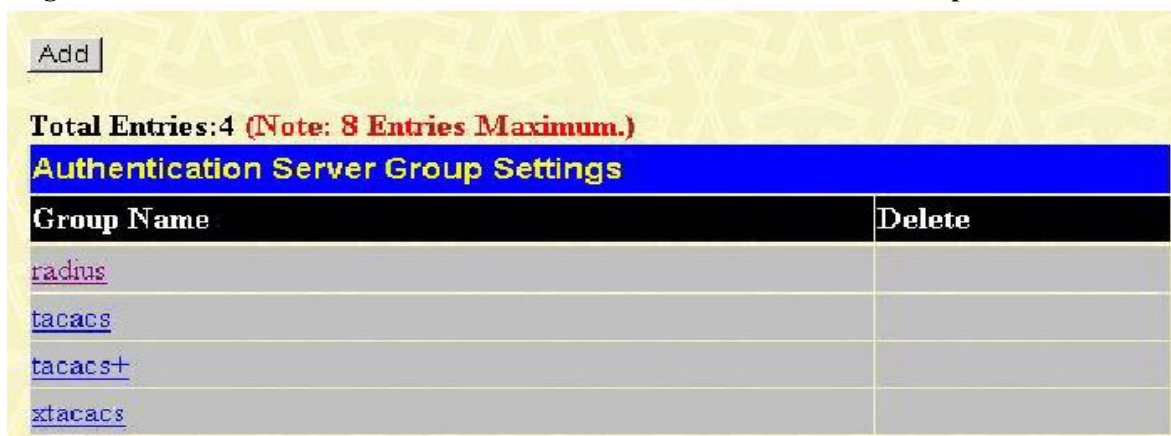 Add
Total Entries:4 (Note: 8 Entries Maximum.)
Authentication Server Group Settings
Group Name Delete
radius
tacacs
tacacs+
xtacacs